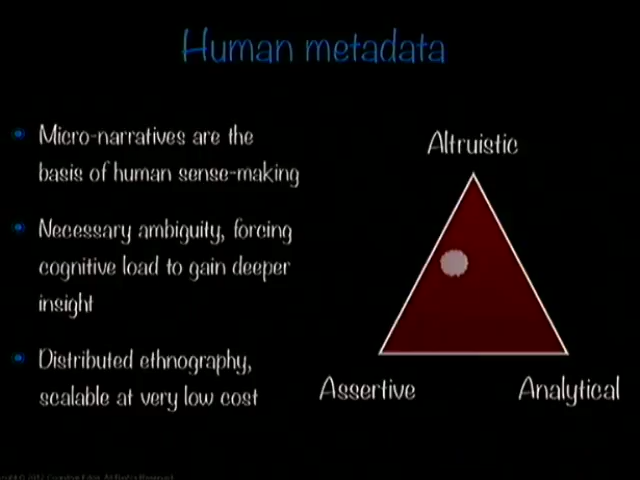 Human metadata
Micro-narratives are the
basis of human sense-making
Necessary ambiguity, forcing
cognitive load to gain deeper
insight
Distributed ethnography,
scalable at very low cost
Altruistic
Assertive
Analytical